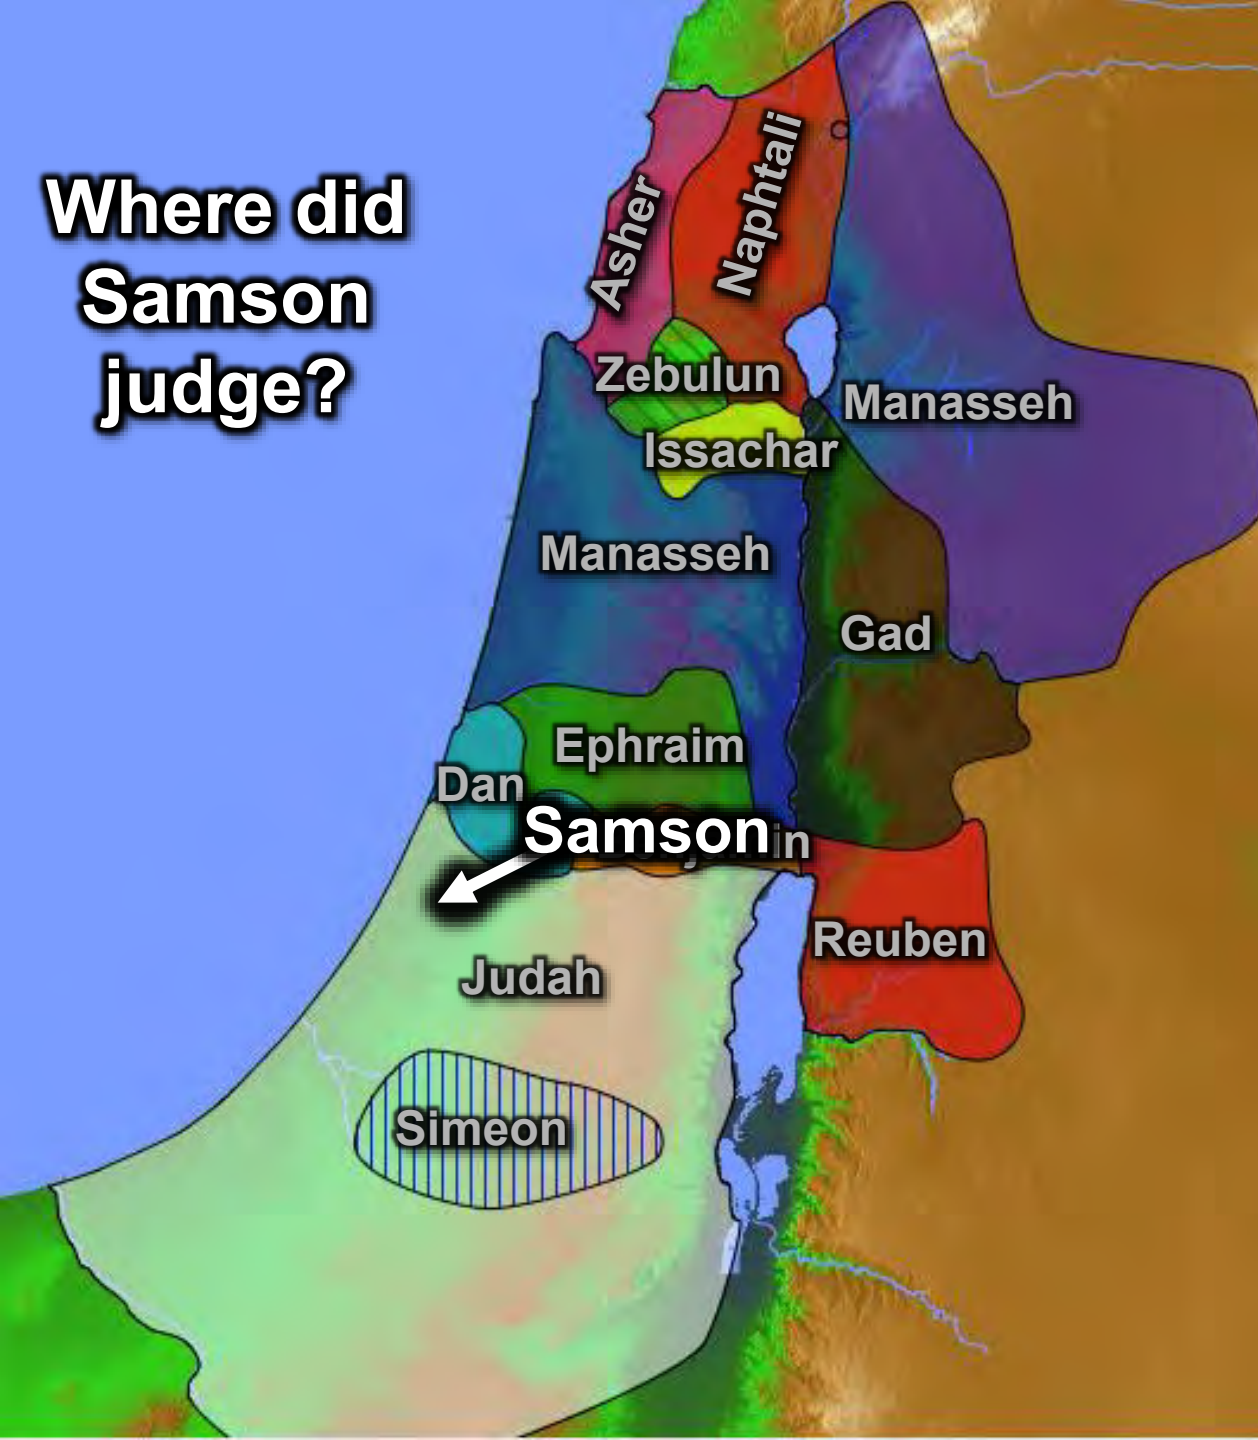 Where did
Samson
judge?
Asher
Naphtali
Zebulun
Manasseh
Issachar
Manasseh
Gad
Ephraim
Dan
Samson
Reuben
Judah
Simeon